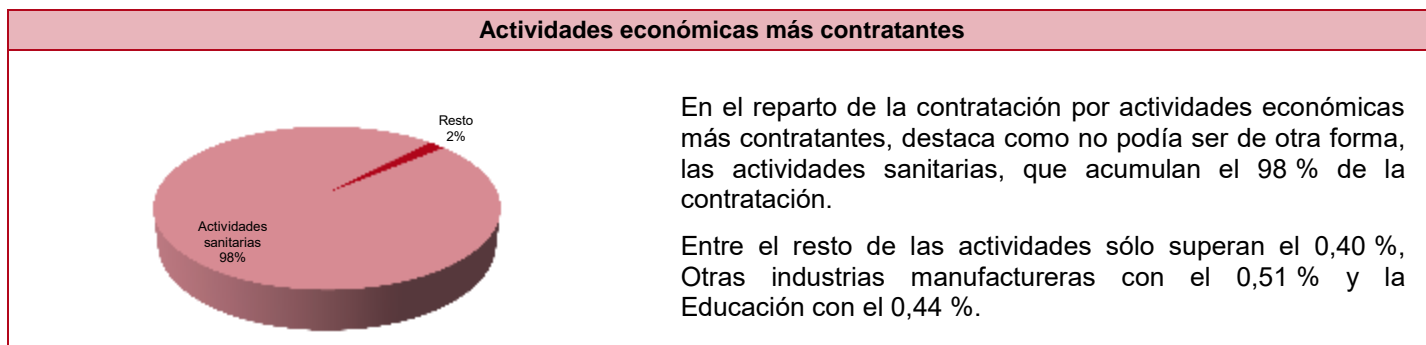 Actividades económicas más contratantes
Resto
2%
Actividades
sanitarias
98%
En el reparto de la contratación por actividades económicas
más contratantes, destaca como no podía ser de otra forma,
las actividades sanitarias, que acumulan el 98 % de la
contratación.
Entre el resto de las actividades sólo superan el 0,40 %,
Otras industrias manufactureras con el 0,51 % y la
Educación con el 0,44 %.